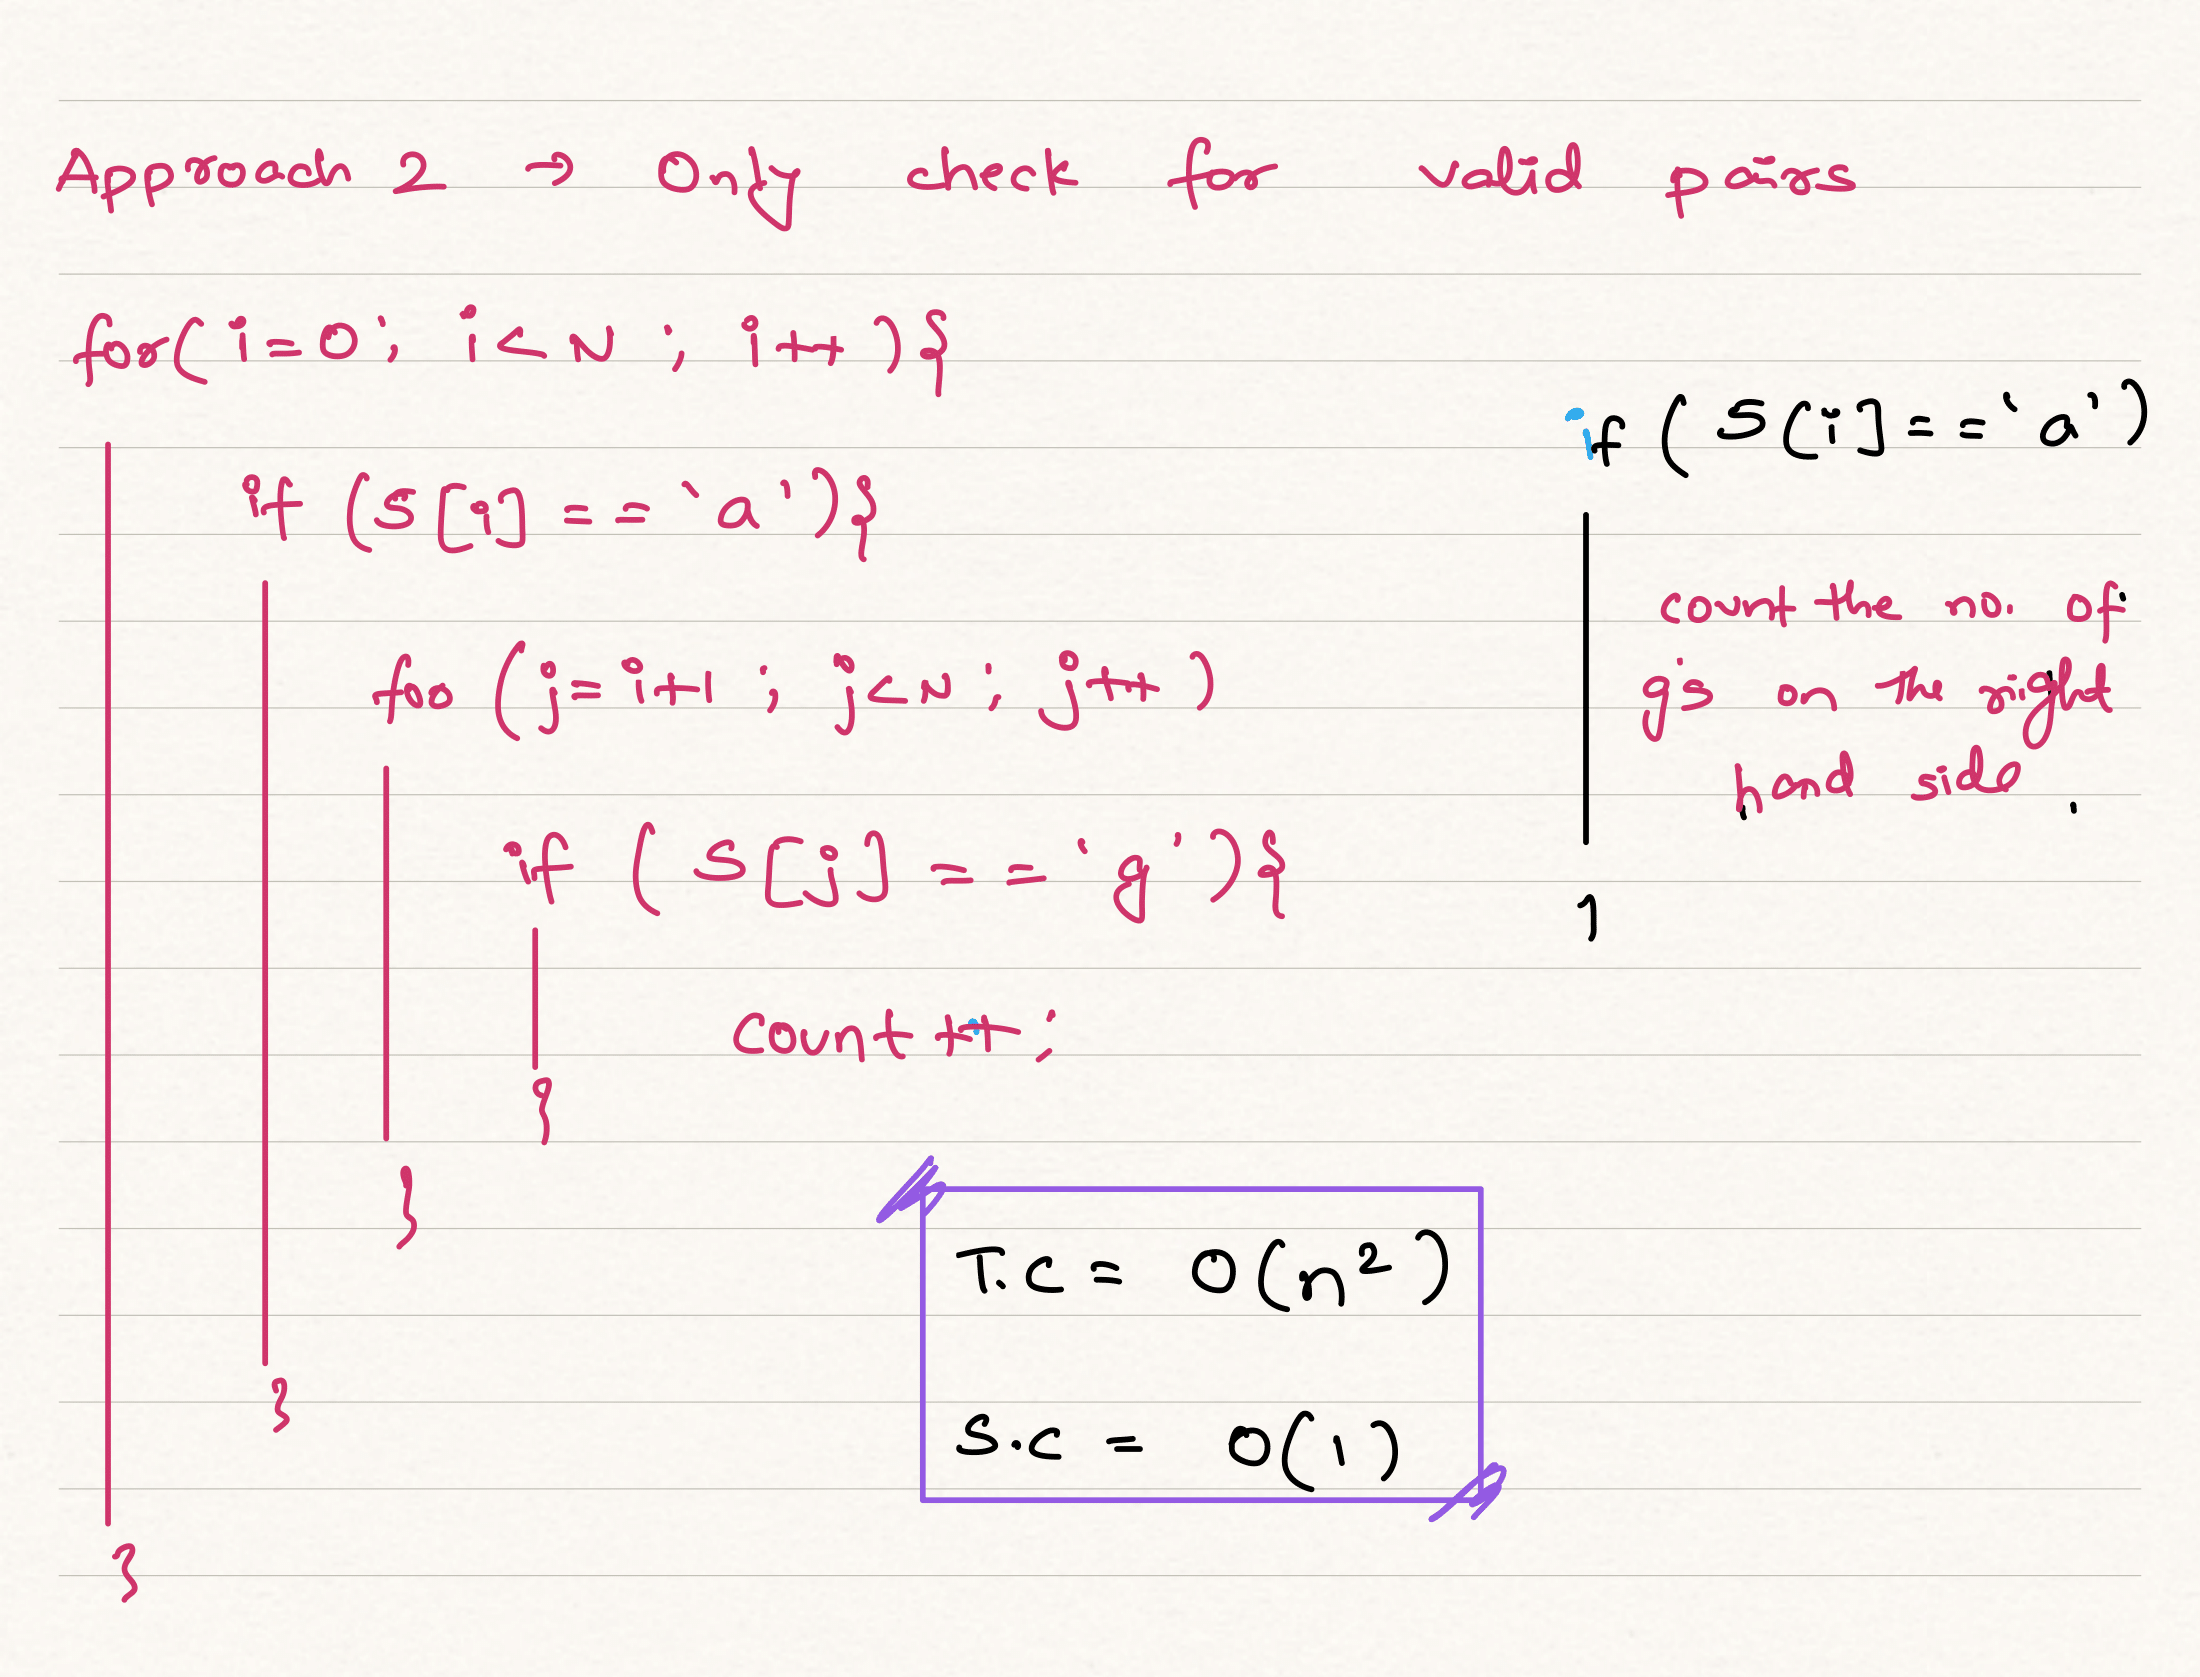 Approach 2 → Only check for valid pairs
for( i=0; i<N ; i++ ){
if ( S[i] == 'a' )
if (S[i] == 'a'){
count the no. of
foo (j=i+1 ; j<N ; j++ )
g's on the right
hand side.
if ( S[j] == 'g' ){
}
count ++ ;
}
}
T.C = O(n²)
}
S.C = O(1)
}